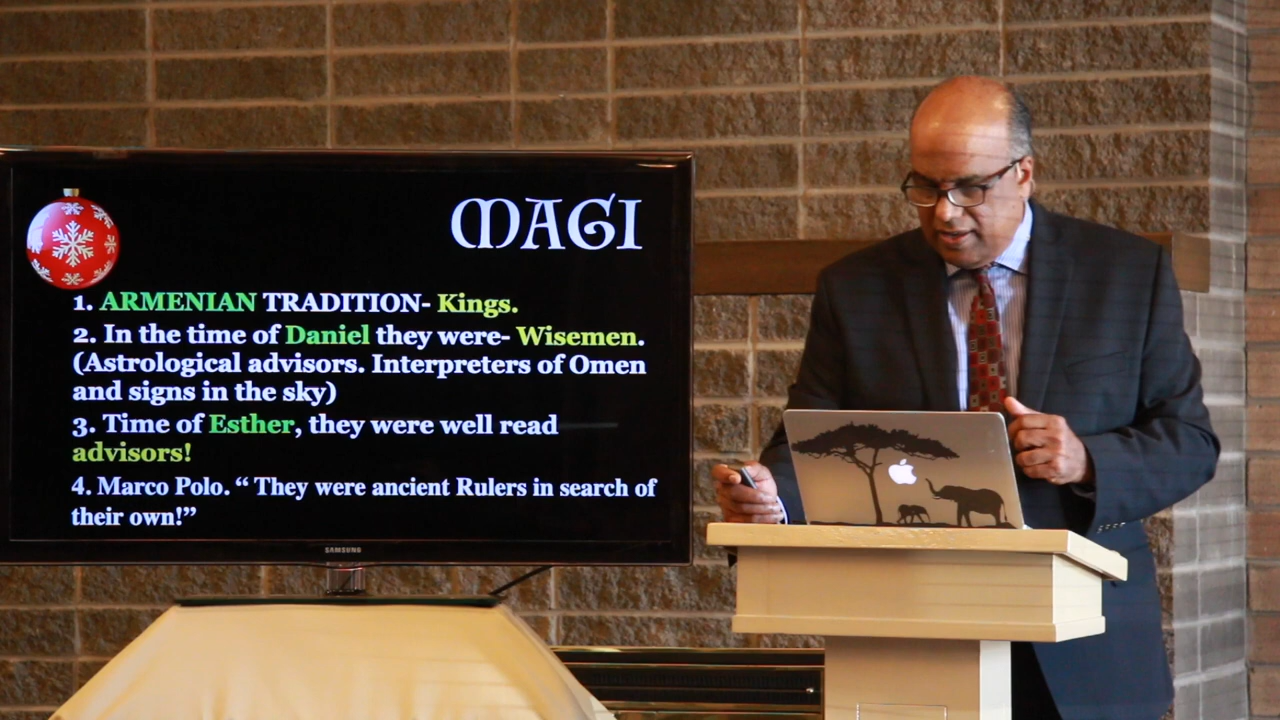 MAGI
1. ARMENIAN TRADITION- Kings.
2. In the time of Daniel they were- Wisemen.
(Astrological advisors. Interpreters of Omen
and signs in the sky)
3. Time of Esther, they were well read
advisors!
4. Marco Polo. “ They were ancient Rulers in search of
their own!”
SAMSUNG